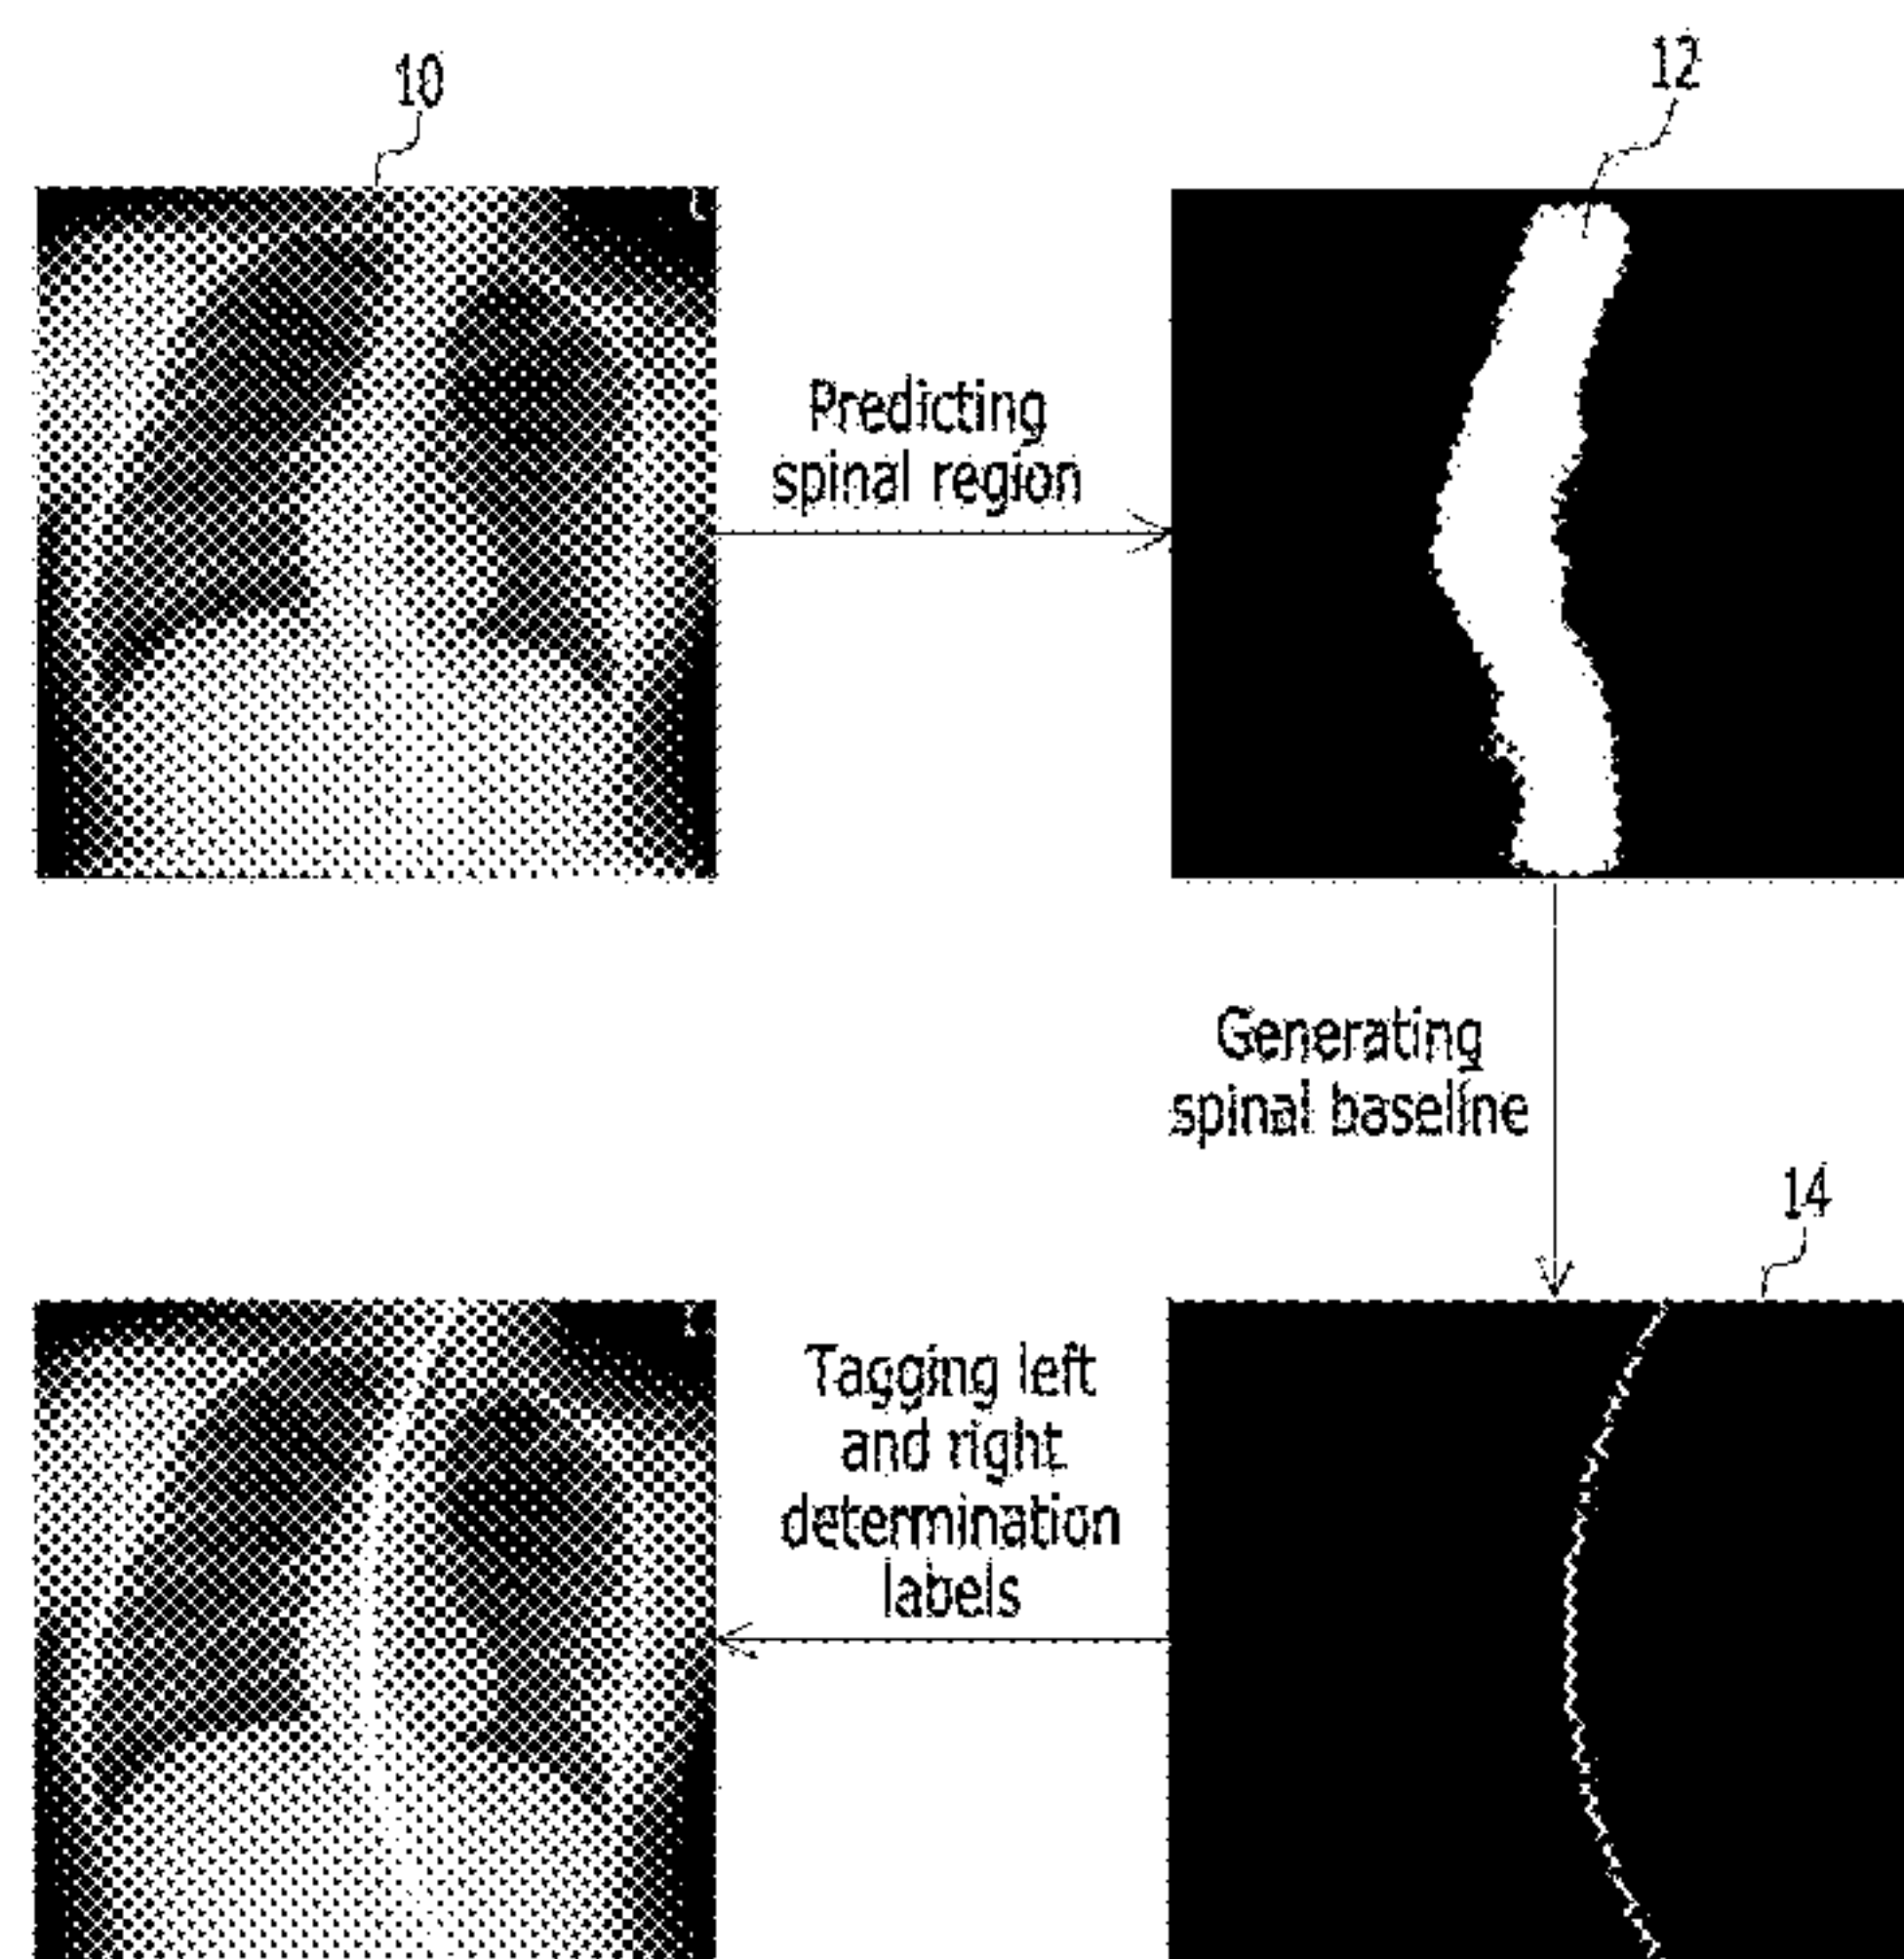 10
12
Predicting
spinal region
Generating
spinal baseline
14
Tagging left
and right
determination
labels